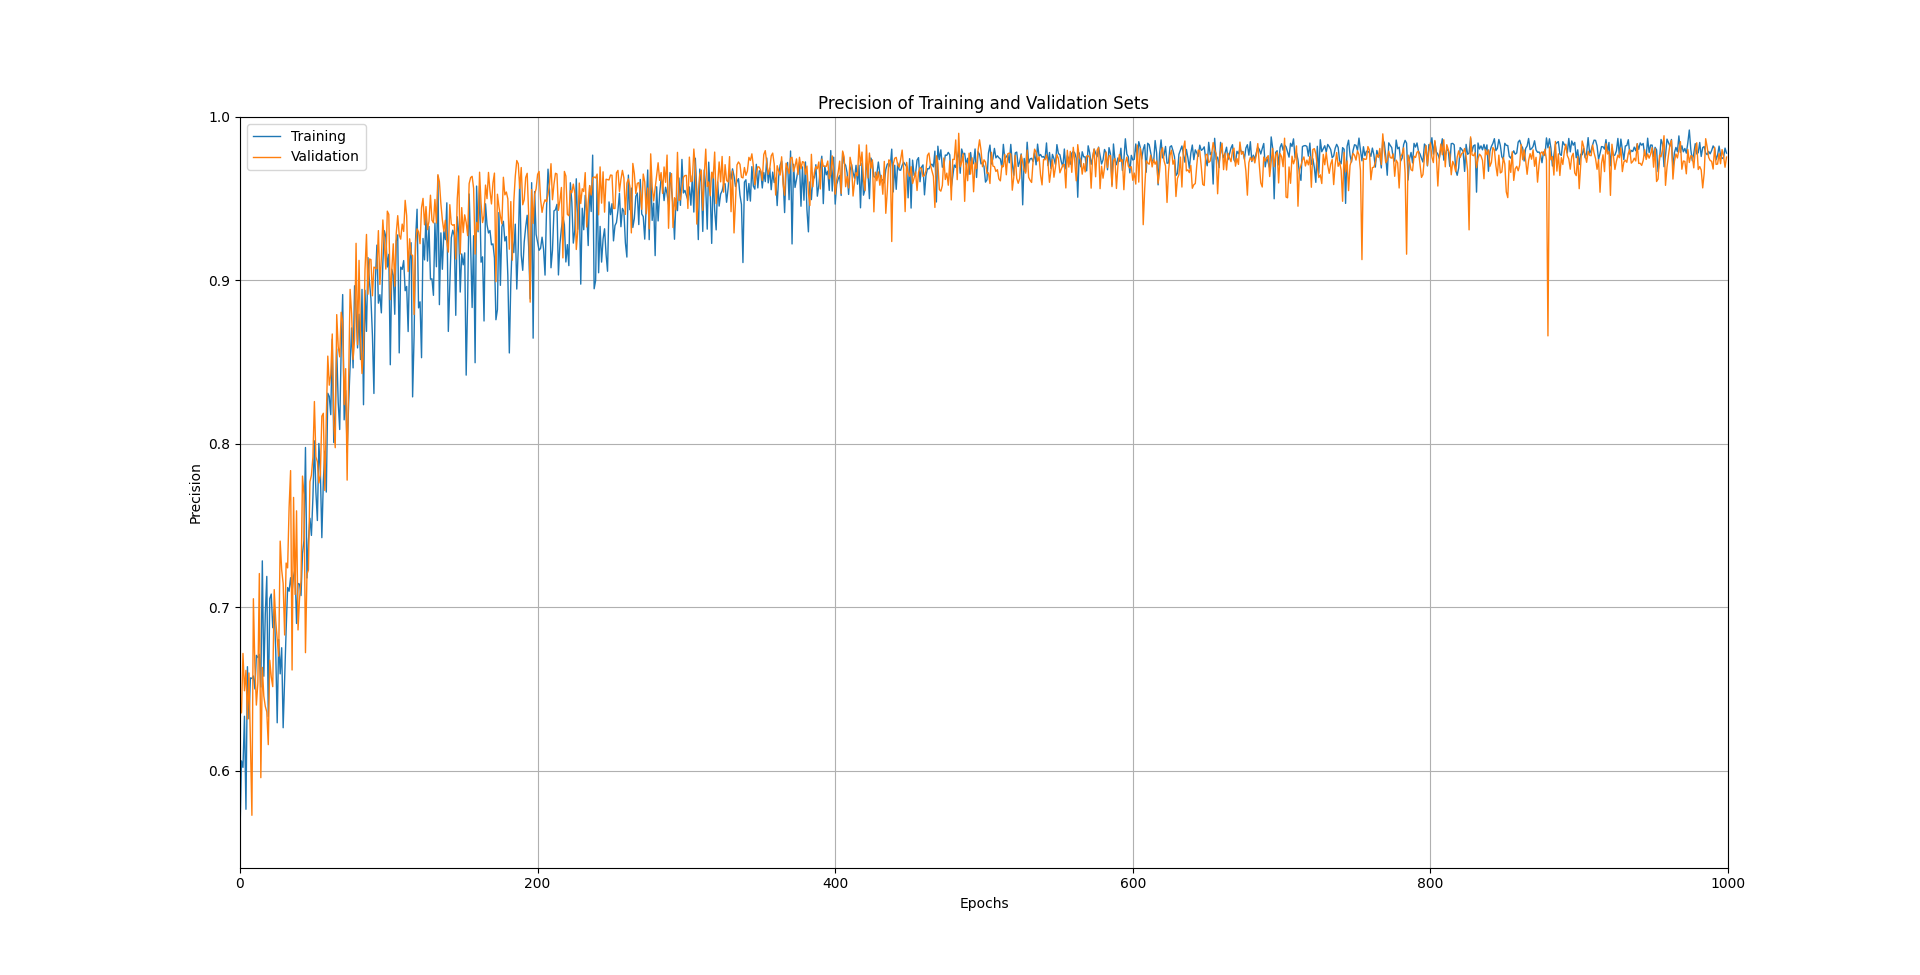 Precision of Training and Validation Sets
Training
Validation
1.0
0.9
0.8
0.7
0.6
Precision
0 200 400 600 800 1000
Epochs